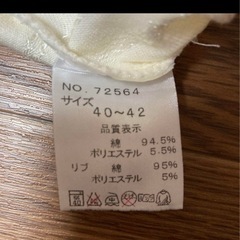 NO. 72564
サイズ
40～42
品質表示
綿 94.5%
ポリエステル 5.5%
リブ 綿 95%
ポリエステル 5%